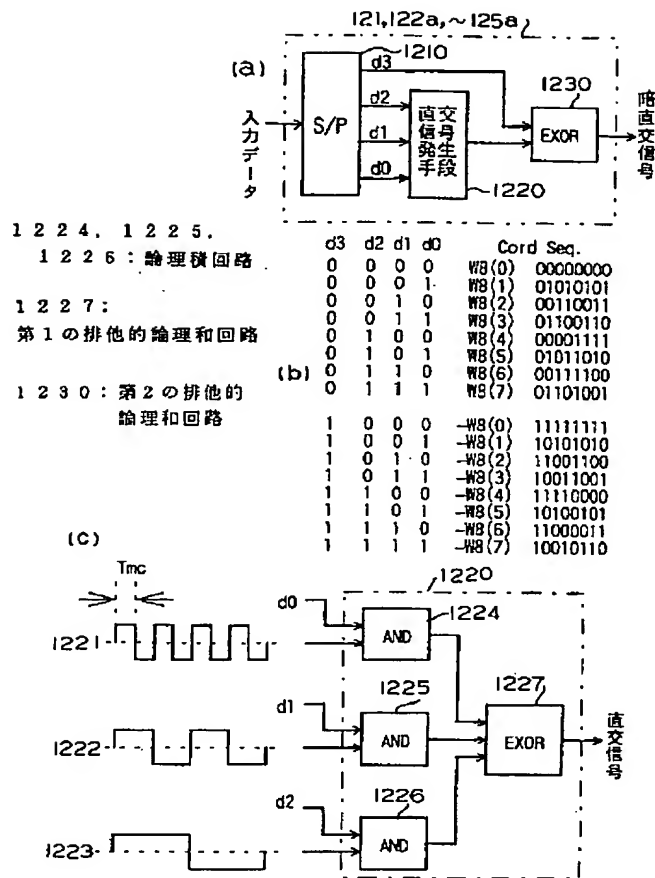 121,122a,～125a
(a)
1210
d3
1230
入力データ
S/P
d2
d1
d0
直交信号発生手段
EXOR
略直交信号
1220
1224, 1225,
1226：論理積回路
1227：
第1の排他的論理和回路
1230：第2の排他的
論理和回路
(b)
d3 d2 d1 d0 Cord Seq.
0 0 0 0 W8(0) 00000000
0 0 0 1 W8(1) 01010101
0 0 1 0 W8(2) 00110011
0 0 1 1 W8(3) 01100110
0 1 0 0 W8(4) 00001111
0 1 0 1 W8(5) 01011010
0 1 1 0 W8(6) 00111100
0 1 1 1 W8(7) 01101001
1 0 0 0 -W8(0) 11111111
1 0 0 1 -W8(1) 10101010
1 0 1 0 -W8(2) 11001100
1 0 1 1 -W8(3) 10011001
1 1 0 0 -W8(4) 11110000
1 1 0 1 -W8(5) 10100101
1 1 1 0 -W8(6) 11000011
1 1 1 1 -W8(7) 10010110
(c)
Tmc
1220
d0
1224
1221
AND
d1
1225
1227
1222
AND
EXOR
直交信号
d2
1226
1223
AND